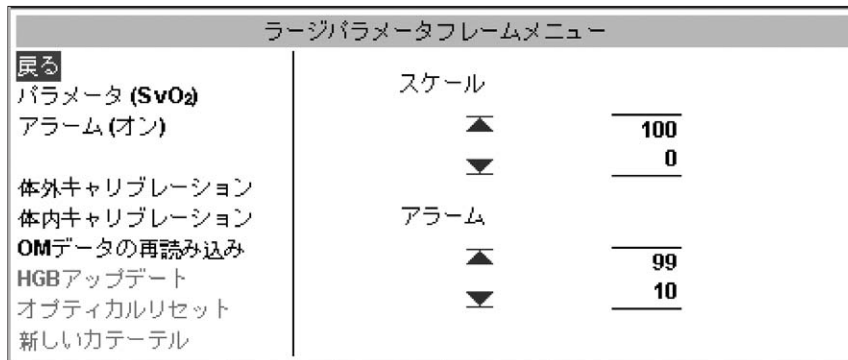 ラージパラメータフレームメニュー
戻る
パラメータ (SvO₂)
アラーム (オン)
体外キャリブレーション
体内キャリブレーション
OMデータの再読み込み
HGBアップデート
オプティカルリセット
新しいカテーテル
スケール
100
0
アラーム
99
10